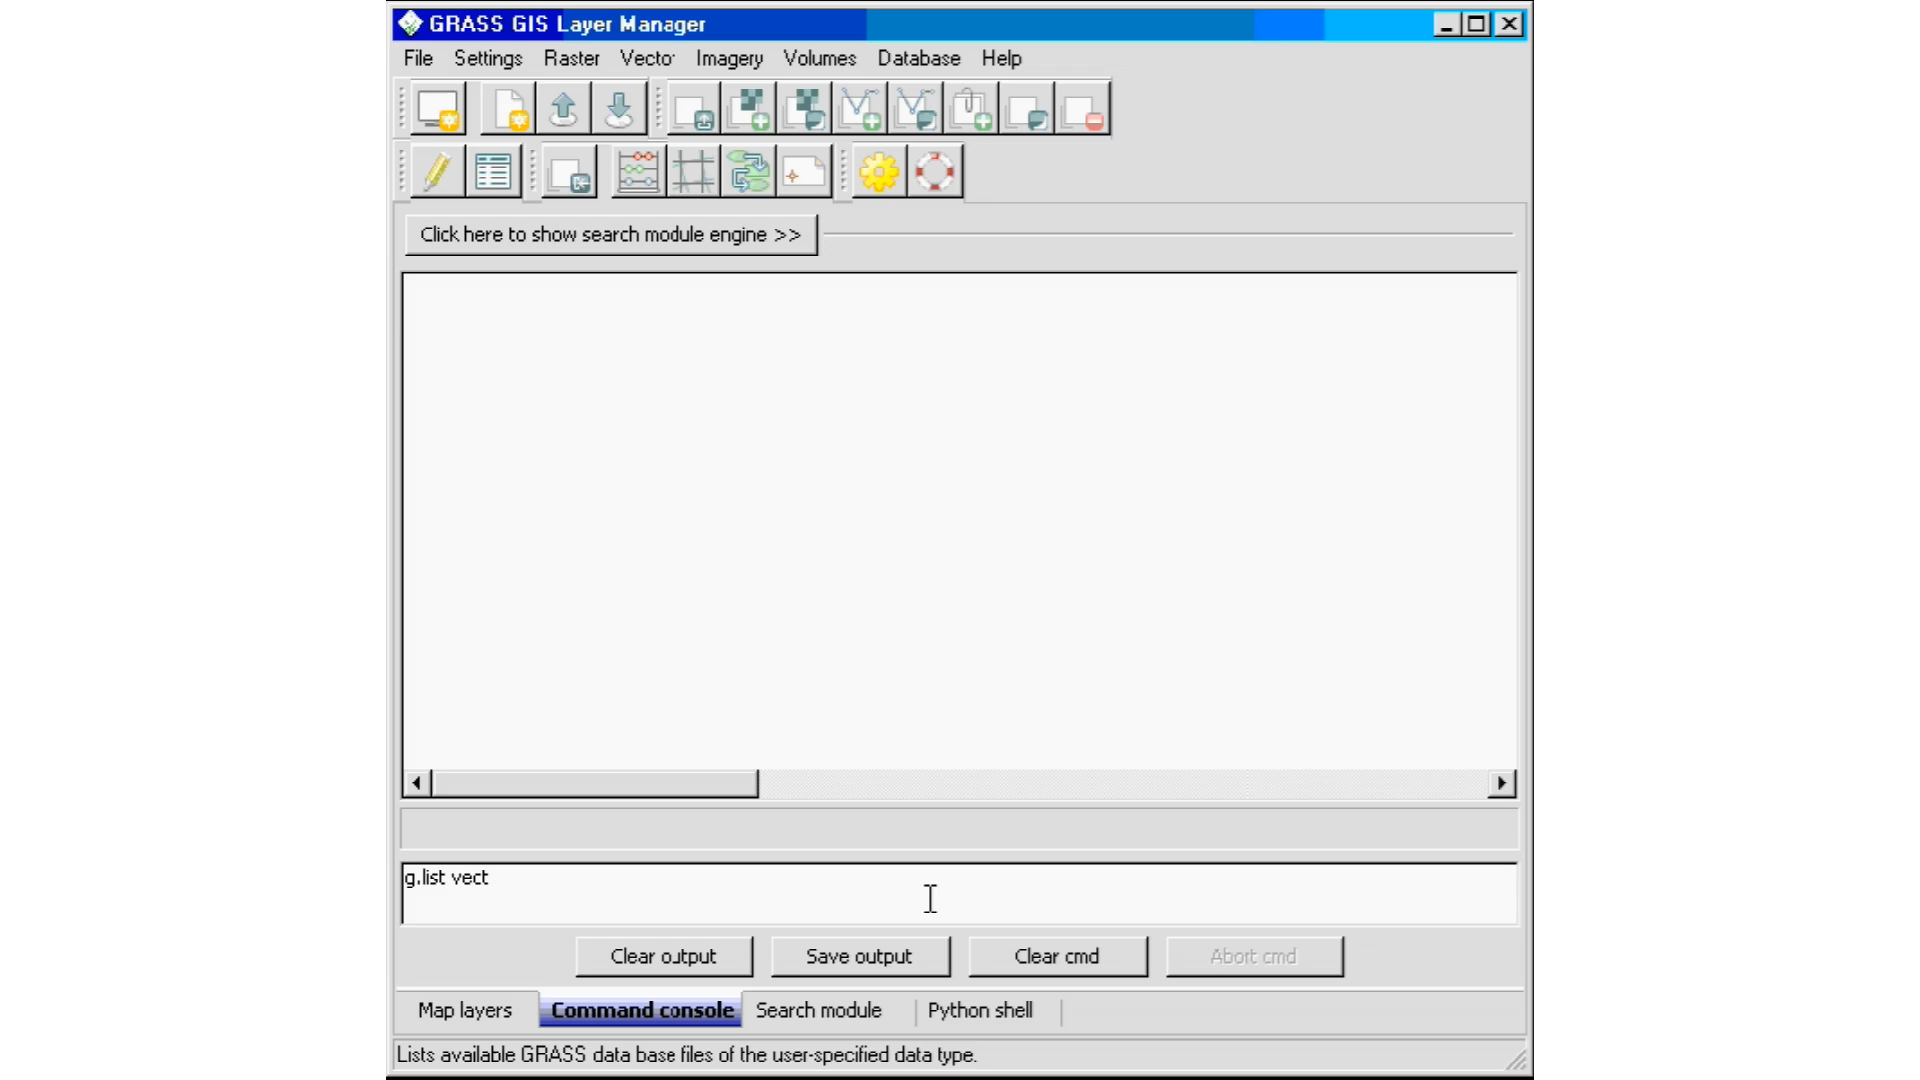 GRASS GIS Layer Manager
File Settings Raster Vector Imagery Volumes Database Help
Click here to show search module engine >>
g.list vect
Clear output Save output Clear cmd Abort cmd
Map layers Command console Search module Python shell
Lists available GRASS data base files of the user-specified data type.